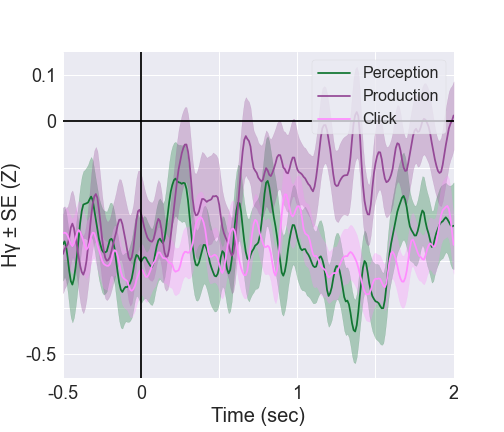 Perception
Production
Click
0.1
0
-0.5
Hγ ± SE (Z)
-0.5
0
1
2
Time (sec)